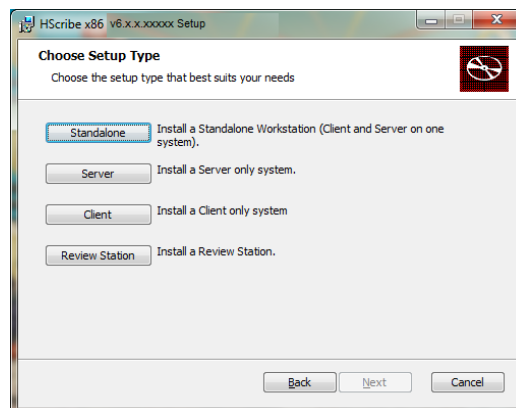 HScribe x86 v6.x.x.xxxxx Setup
Choose Setup Type
Choose the setup type that best suits your needs
Standalone
Install a Standalone Workstation (Client and Server on one
system).
Server
Install a Server only system.
Client
Install a Client only system
Review Station
Install a Review Station.
Back
Next
Cancel